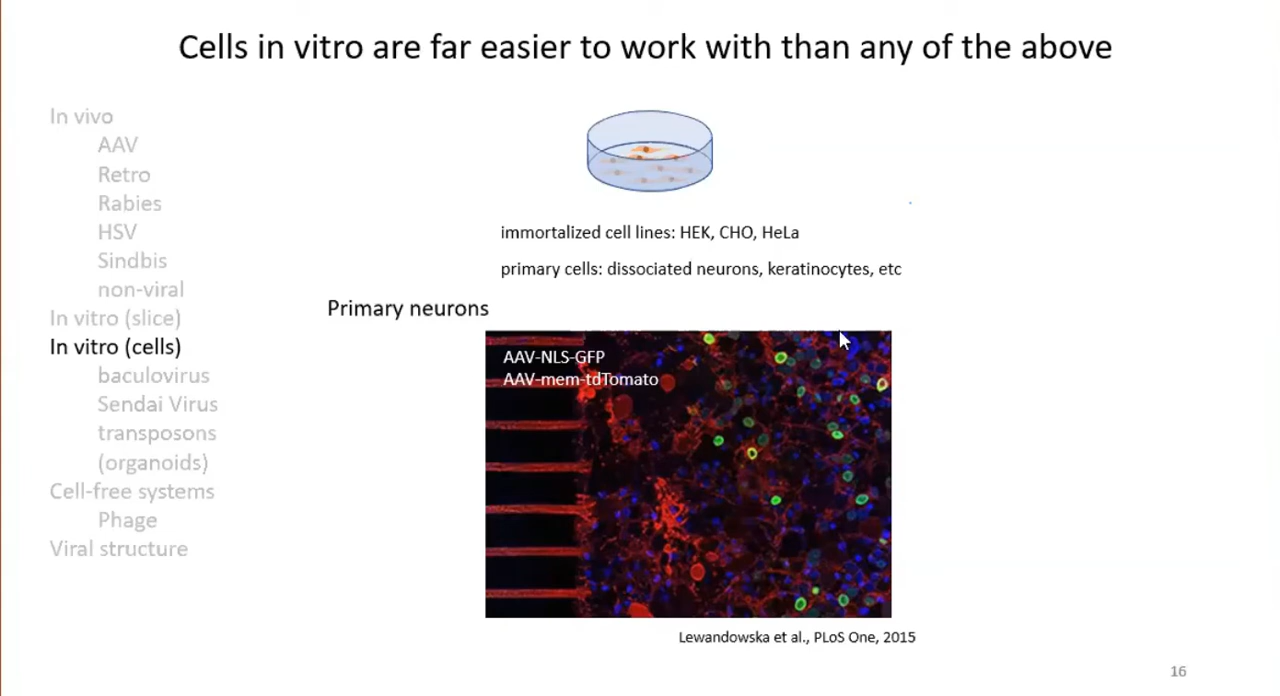 Cells in vitro are far easier to work with than any of the above
In vivo
AAV
Retro
Rabies
HSV
Sindbis
non-viral
In vitro (slice)
In vitro (cells)
baculovirus
Sendai Virus
transposons
(organoids)
Cell-free systems
Phage
Viral structure
immortalized cell lines: HEK, CHO, HeLa
primary cells: dissociated neurons, keratinocytes, etc
Primary neurons
AAV-NLS-GFP
AAV-mem-tdTomato
Lewandowska et al., PLoS One, 2015
16